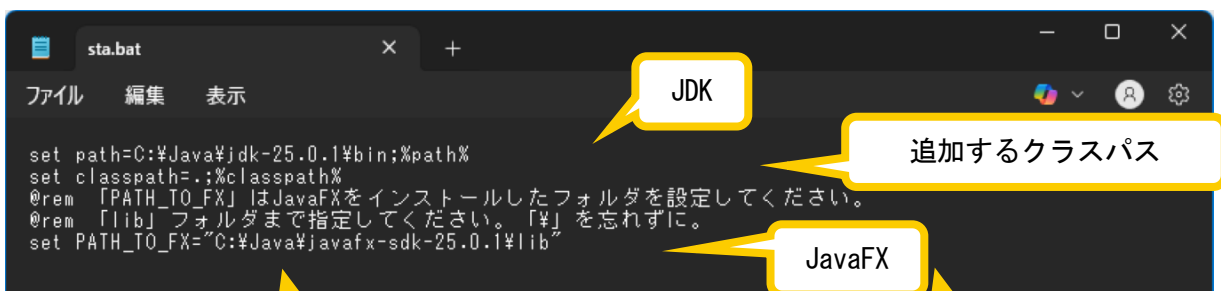 sta.bat
ファイル 編集 表示
JDK
追加するクラスパス
set path=C:¥Java¥jdk-25.0.1¥bin;%path%
set classpath=.;%classpath%
@rem 「PATH_TO_FX」はJavaFXをインストールしたフォルダを設定してください。
@rem 「lib」フォルダまで指定してください。「¥」を忘れずに。
set PATH_TO_FX="C:¥Java¥javafx-sdk-25.0.1¥lib"
JavaFX